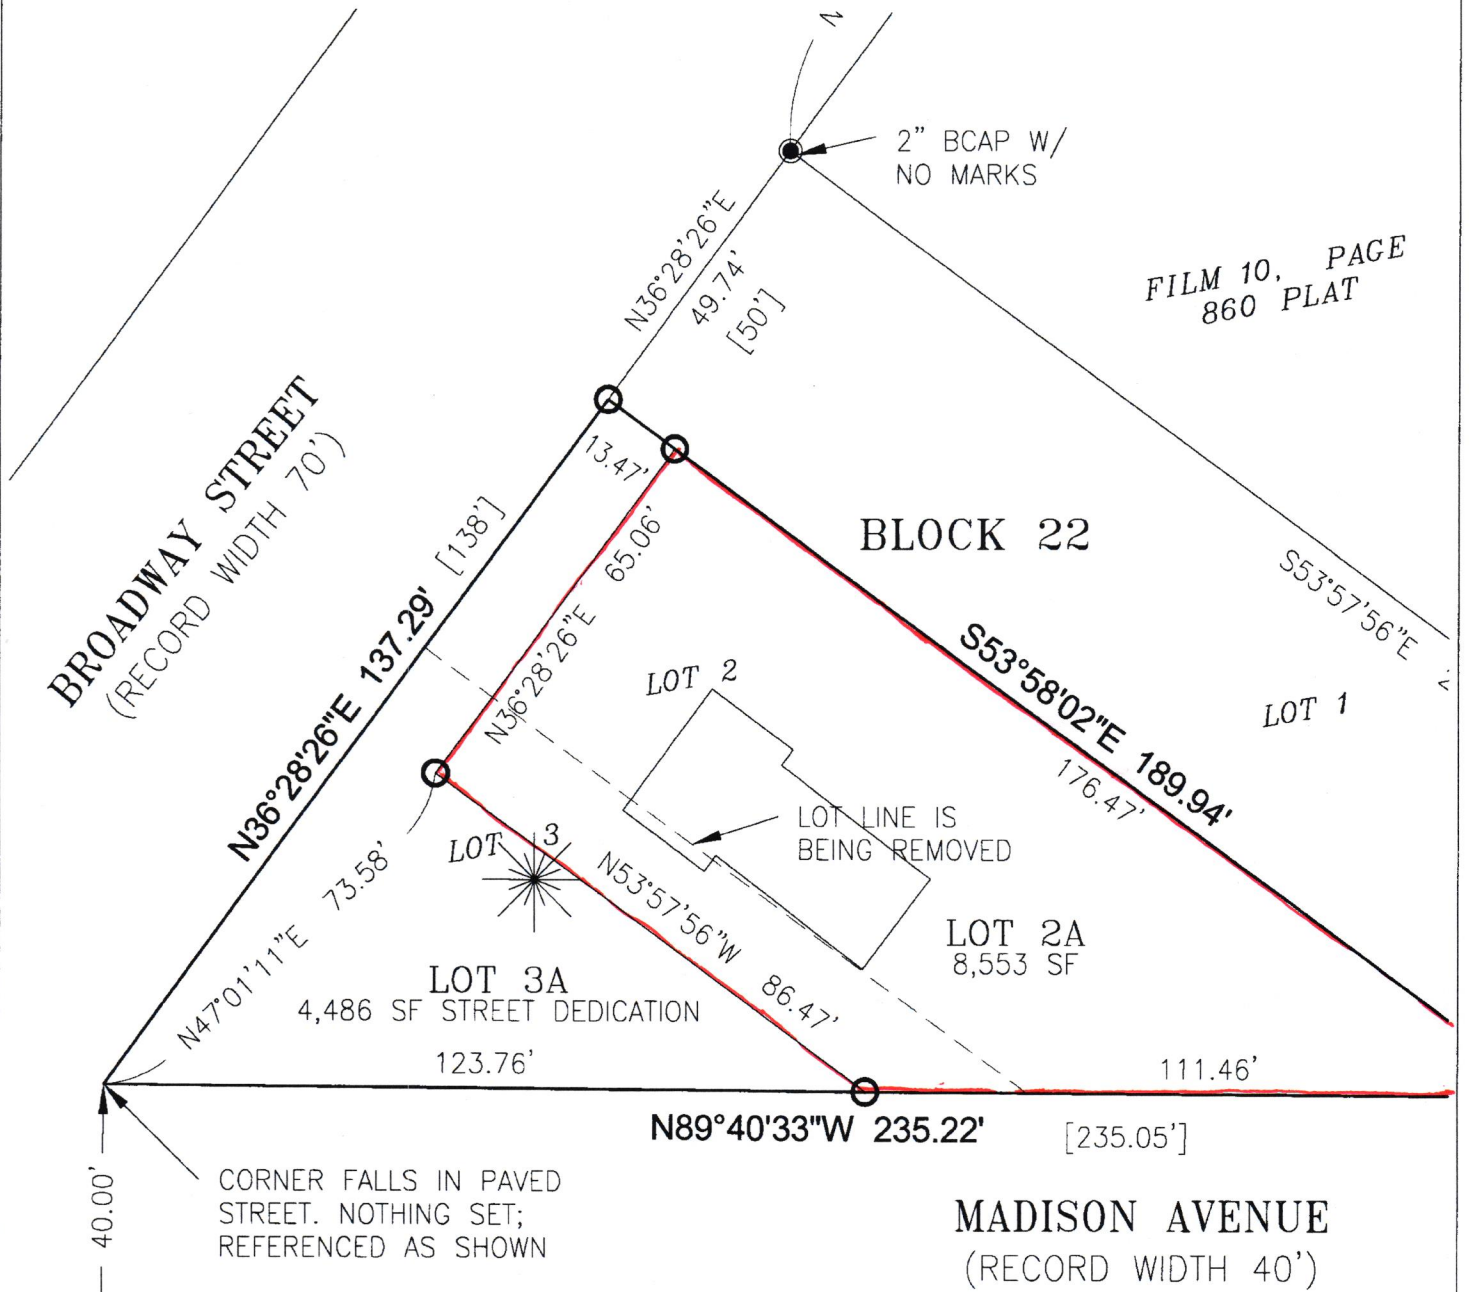 N
2" BCAP W/
NO MARKS
FILM 10, PAGE
860 PLAT
N36°28'26"E
49.74'
[50']
BROADWAY STREET
(RECORD WIDTH 70')
13.47'
[138']
N36°28'26"E 137.29'
N36°28'26"E 65.06'
BLOCK 22
S53°57'56"E
S53°58'02"E 189.94'
176.47'
LOT 1
LOT 2
LOT LINE IS
BEING REMOVED
LOT 3
N53°57'56"W 86.47'
N47°01'11"E 73.58'
LOT 2A
8,553 SF
LOT 3A
4,486 SF STREET DEDICATION
123.76'
111.46'
N89°40'33"W 235.22'
[235.05']
40.00'
CORNER FALLS IN PAVED
STREET. NOTHING SET;
REFERENCED AS SHOWN
MADISON AVENUE
(RECORD WIDTH 40')